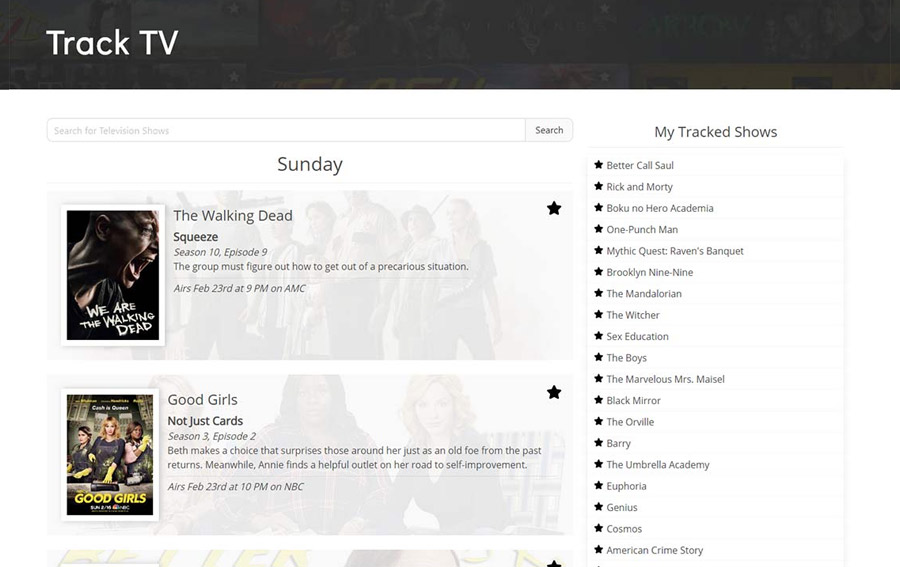 Track TV
Search for Television Shows
Search
Sunday
The Walking Dead
Squeeze
Season 10, Episode 9
The group must figure out how to get out of a precarious situation.
Airs Feb 23rd at 9 PM on AMC
WE ARE
THE WALKING
DEAD
Good Girls
Not Just Cards
Season 3, Episode 2
Beth makes a choice that surprises those around her just as an old foe from the past
returns. Meanwhile, Annie finds a helpful outlet on her road to self-improvement.
Airs Feb 23rd at 10 PM on NBC
Cash is Queen
GOOD GIRLS
My Tracked Shows
Better Call Saul
Rick and Morty
Boku no Hero Academia
One-Punch Man
Mythic Quest: Raven's Banquet
Brooklyn Nine-Nine
The Mandalorian
The Witcher
Sex Education
The Boys
The Marvelous Mrs. Maisel
Black Mirror
The Orville
Barry
The Umbrella Academy
Euphoria
Genius
Cosmos
American Crime Story